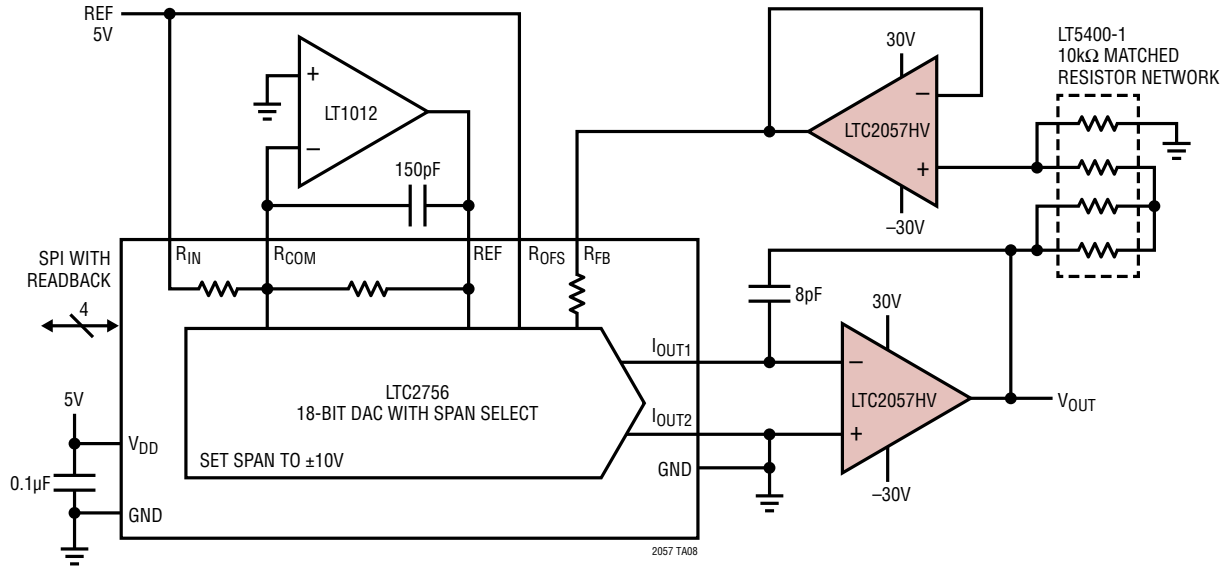 REF
5V
LT1012
+
–
150pF
30V
–
LTC2057HV
+
–30V
LT5400-1
10kΩ MATCHED
RESISTOR NETWORK
SPI WITH
READBACK
4
RIN
RCOM
REF
ROFS
RFB
8pF
30V
IOUT1
–
LTC2057HV
+
–30V
VOUT
LTC2756
18-BIT DAC WITH SPAN SELECT
IOUT2
SET SPAN TO ±10V
GND
5V
VDD
0.1µF
GND
2057 TA08